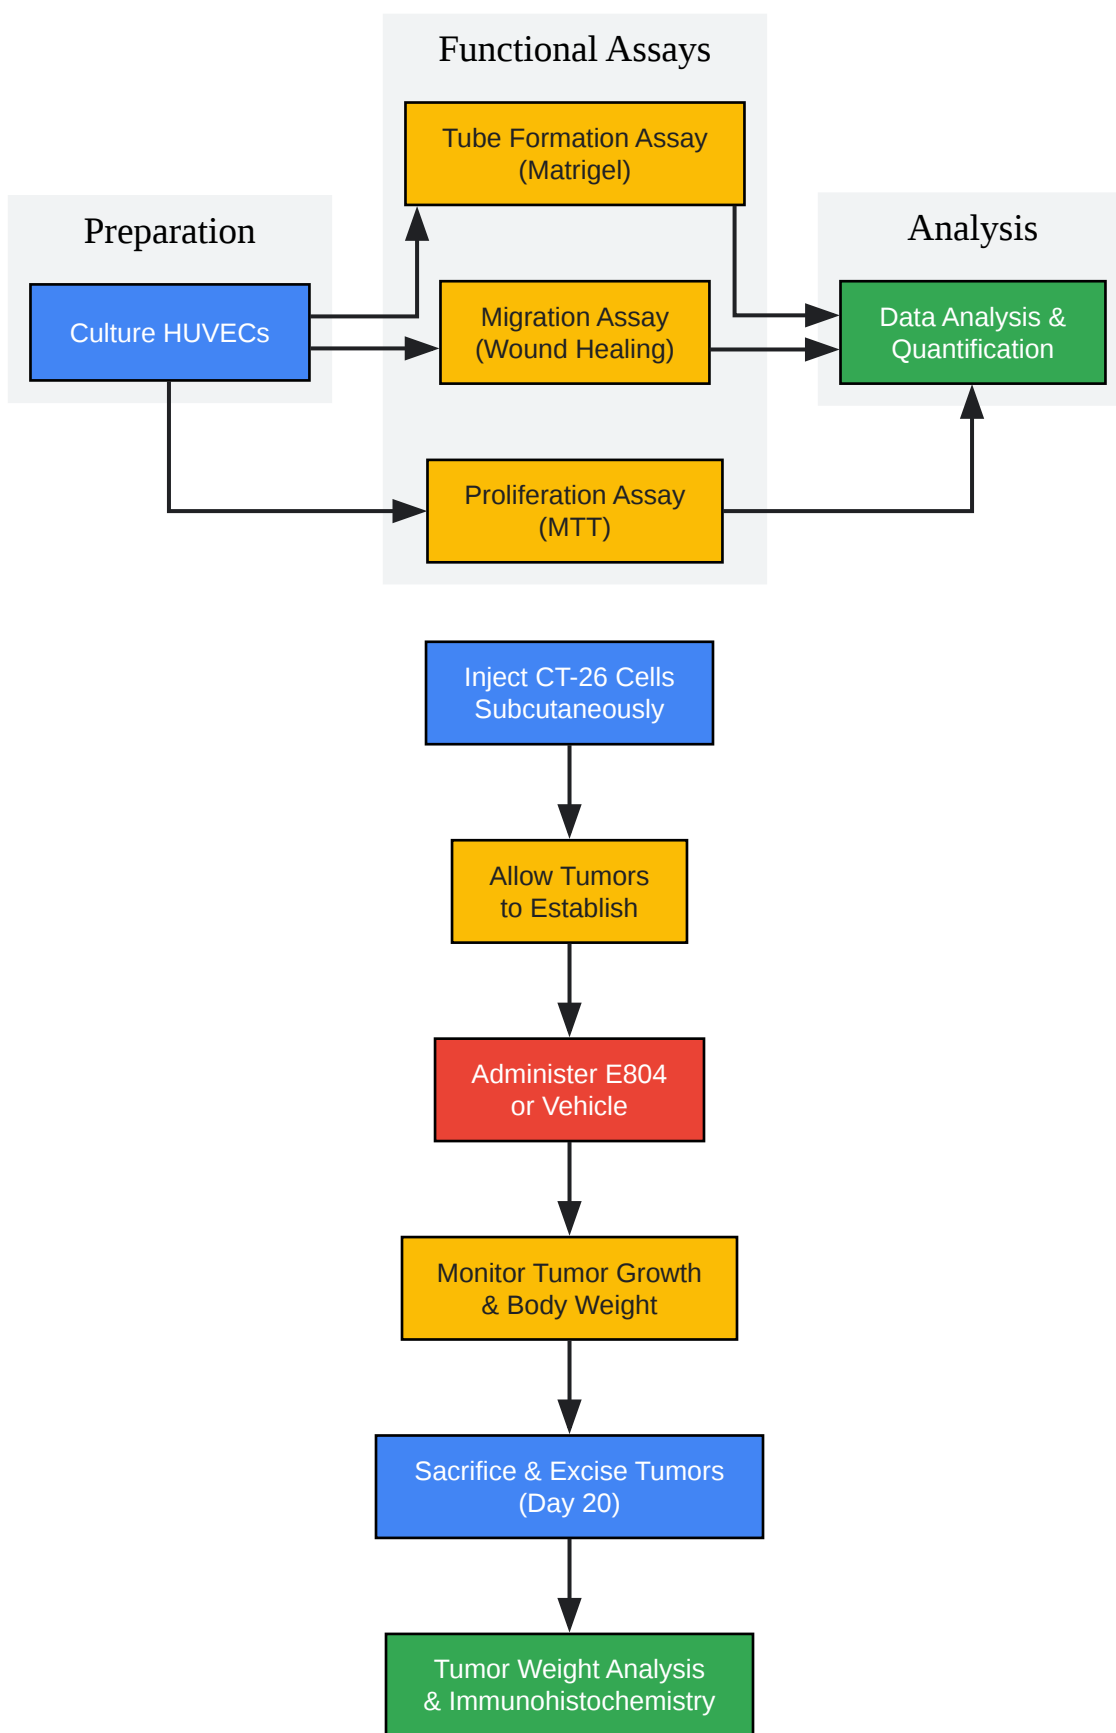 Functional Assays
Tube Formation Assay
(Matrigel)
Preparation
Analysis
Culture HUVECs
Migration Assay
(Wound Healing)
Data Analysis &
Quantification
Proliferation Assay
(MTT)
Inject CT-26 Cells
Subcutaneously
Allow Tumors
to Establish
Administer E804
or Vehicle
Monitor Tumor Growth
& Body Weight
Sacrifice & Excise Tumors
(Day 20)
Tumor Weight Analysis
& Immunohistochemistry